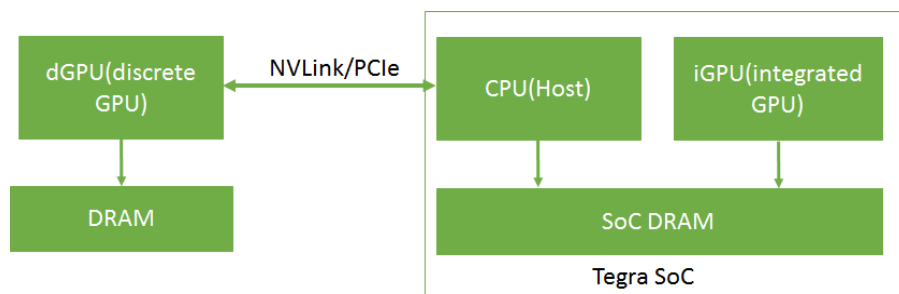 dGPU(discrete
GPU)
NVLink/PCIe
CPU(Host)
iGPU(integrated
GPU)
DRAM
SoC DRAM
Tegra SoC